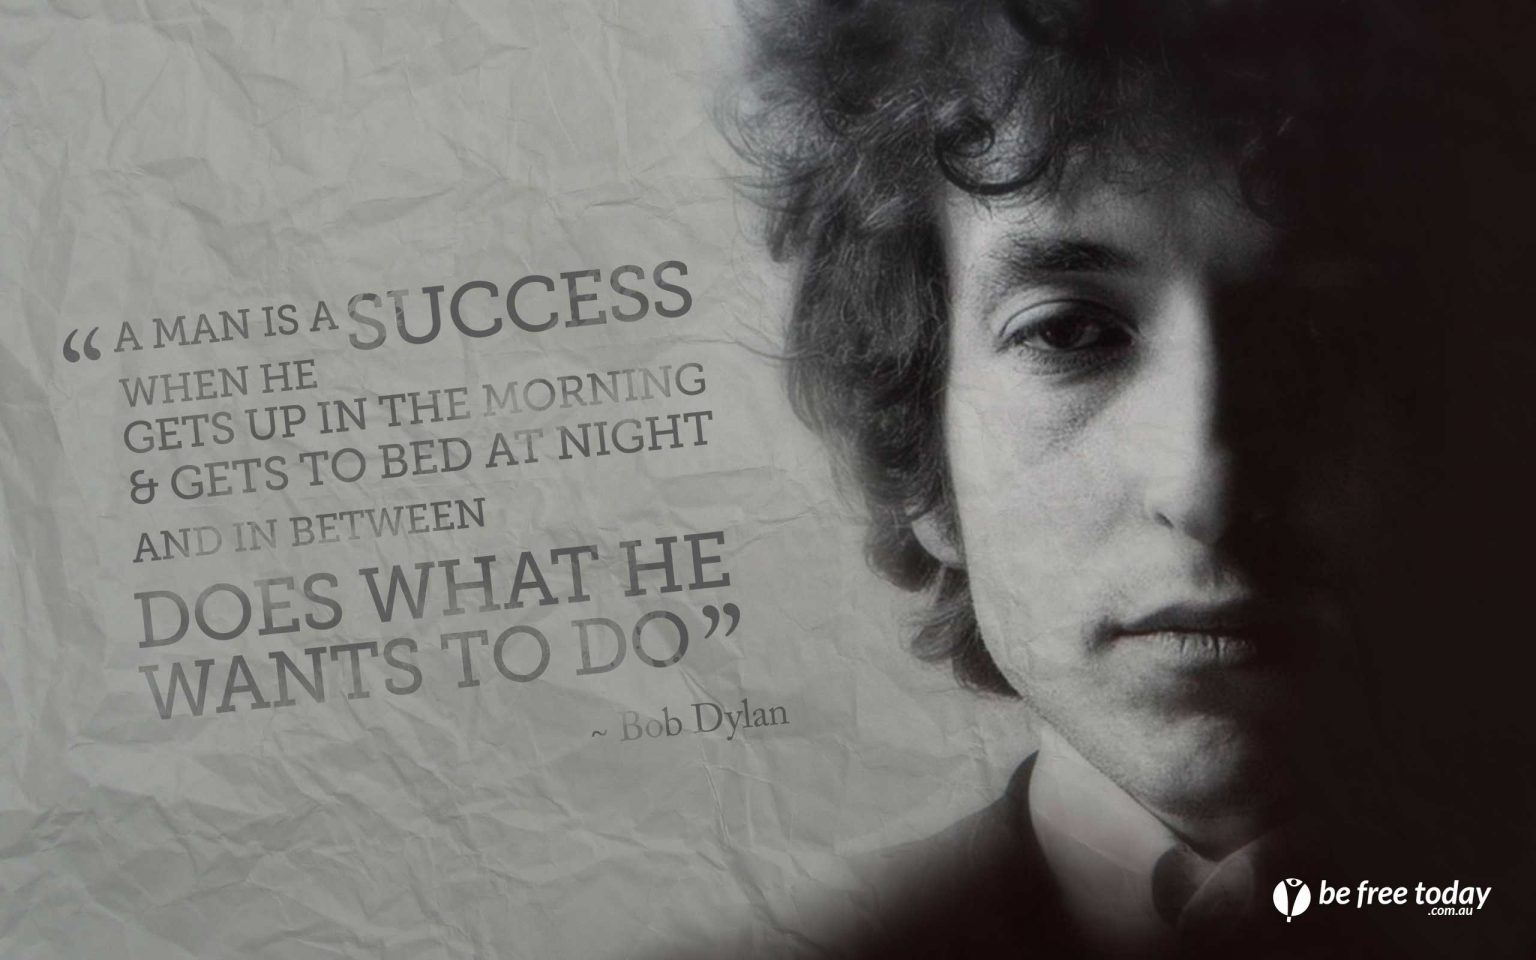 “ A MAN IS A SUCCESS
WHEN HE
GETS UP IN THE MORNING
& GETS TO BED AT NIGHT
AND IN BETWEEN
DOES WHAT HE
WANTS TO DO ”
~ Bob Dylan
be free today
.com.au